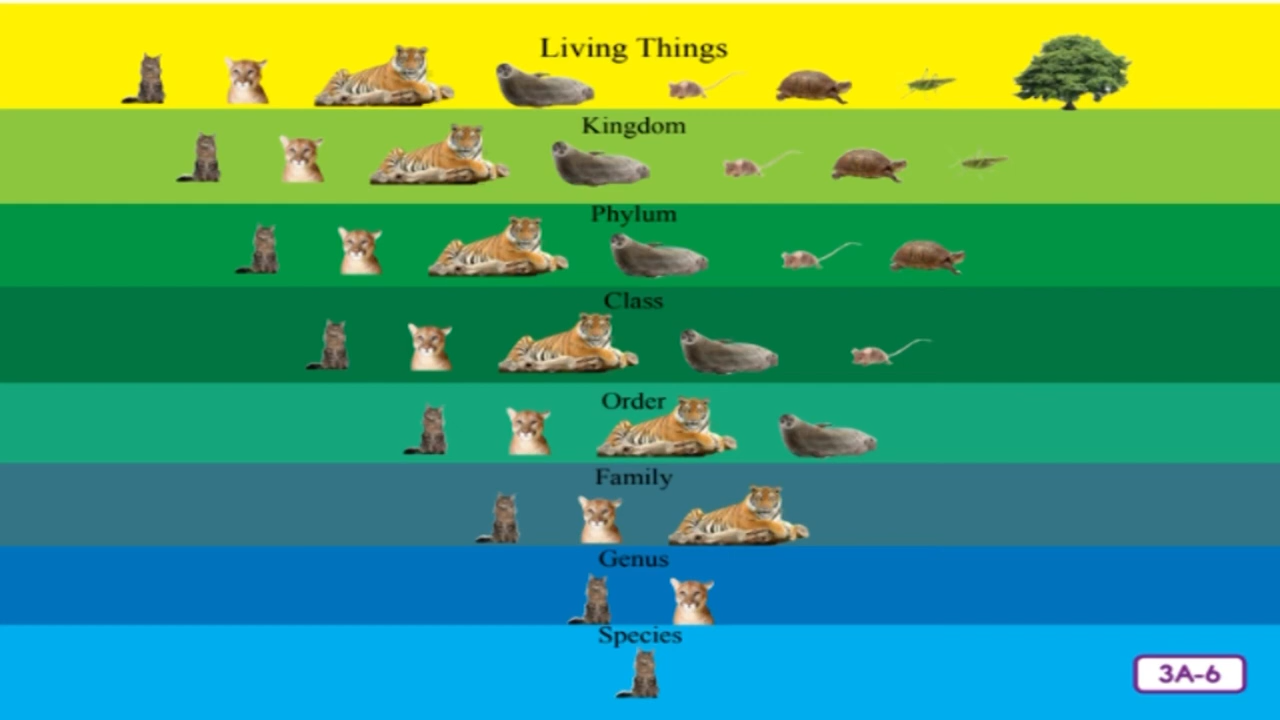 Living Things
Kingdom
Phylum
Class
Order
Family
Genus
Species
3A-6